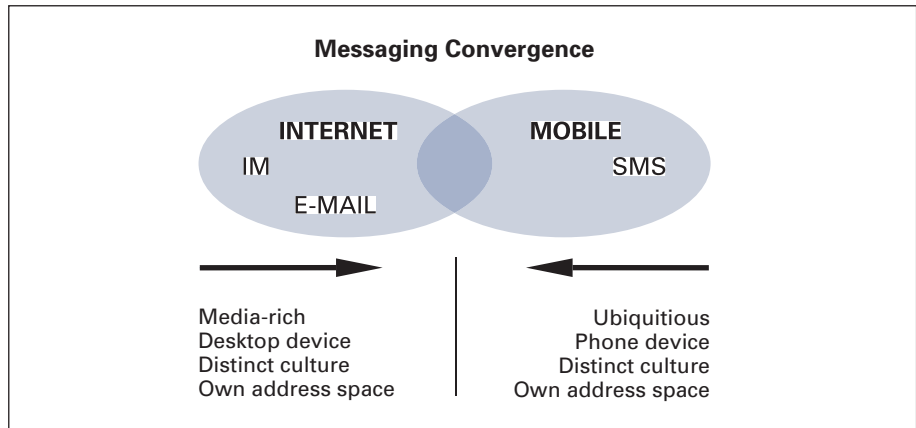 Messaging Convergence
INTERNET
MOBILE
IM
SMS
E-MAIL
Media-rich
Desktop device
Distinct culture
Own address space
Ubiquitious
Phone device
Distinct culture
Own address space